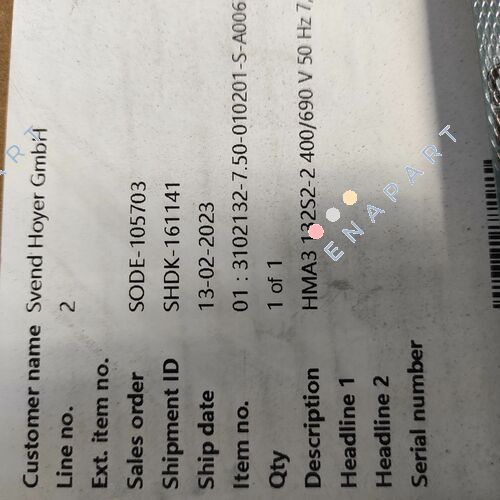 Customer name Svend Hoyer GmbH
Line no. 2
Ext. item no.
Sales order SODE-105703
Shipment ID SHDK-161141
Ship date 13-02-2023
Item no. 01 : 3102132-7.50-010201-S-A006
Qty 1 of 1
Description HMA3 132S2-2 400/690 V 50 Hz 7,
Headline 1
Headline 2
Serial number
ENAPART
ART